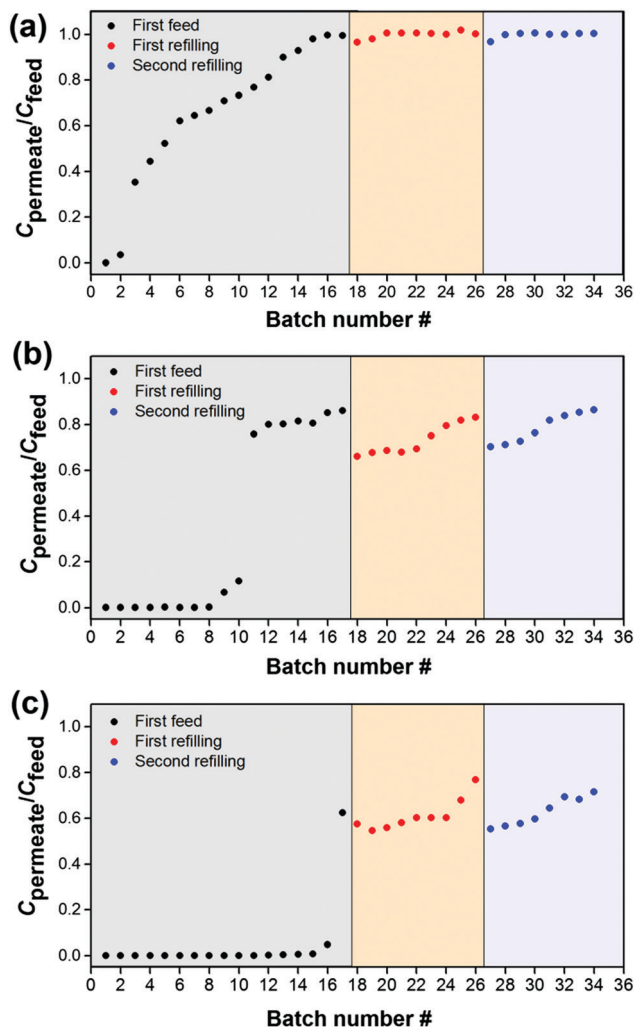 (a)
First feed
First refilling
Second refilling
1.0
0.8
0.6
0.4
0.2
0.0
Cpermeate/Cfeed
0 2 4 6 8 10 12 14 16 18 20 22 24 26 28 30 32 34 36
Batch number #
(b)
First feed
First refilling
Second refilling
1.0
0.8
0.6
0.4
0.2
0.0
Cpermeate/Cfeed
0 2 4 6 8 10 12 14 16 18 20 22 24 26 28 30 32 34 36
Batch number #
(c)
First feed
First refilling
Second refilling
1.0
0.8
0.6
0.4
0.2
0.0
Cpermeate/Cfeed
0 2 4 6 8 10 12 14 16 18 20 22 24 26 28 30 32 34 36
Batch number #